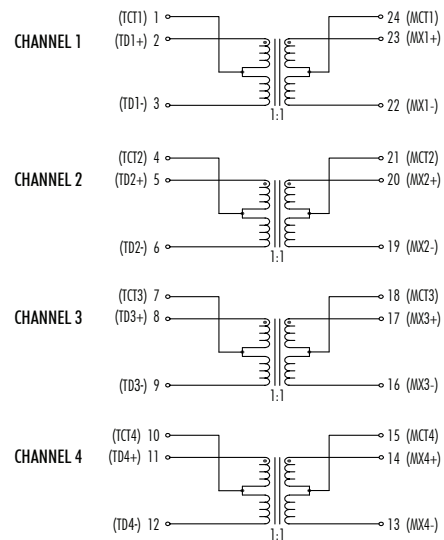 (TCT1) 1 24 (MCT1)
CHANNEL 1 (TD1+) 2 23 (MX1+)
(TD1-) 3 22 (MX1-)
1:1
(TCT2) 4 21 (MCT2)
CHANNEL 2 (TD2+) 5 20 (MX2+)
(TD2-) 6 19 (MX2-)
1:1
(TCT3) 7 18 (MCT3)
CHANNEL 3 (TD3+) 8 17 (MX3+)
(TD3-) 9 16 (MX3-)
1:1
(TCT4) 10 15 (MCT4)
CHANNEL 4 (TD4+) 11 14 (MX4+)
(TD4-) 12 13 (MX4-)
1:1